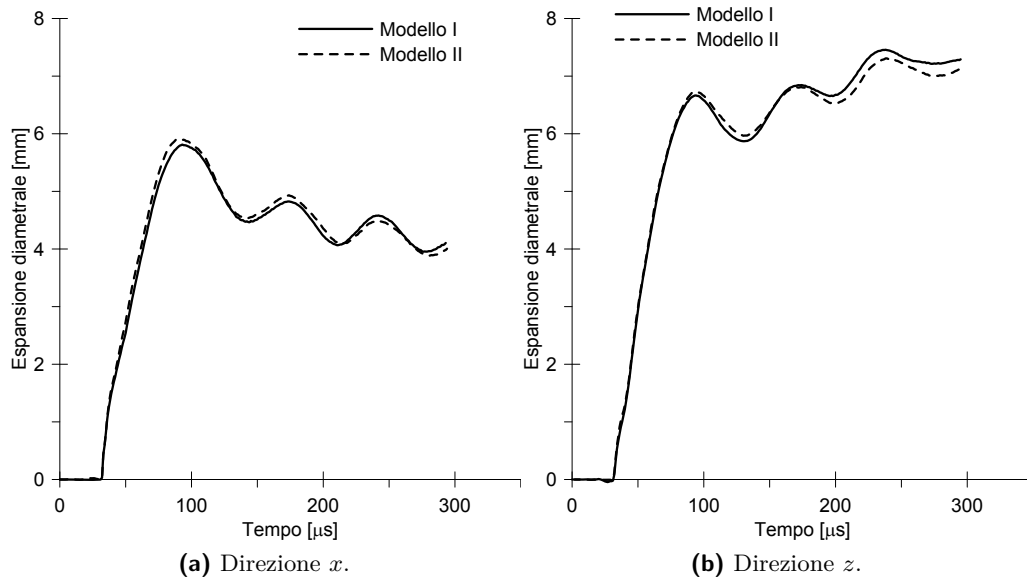 8
6
4
2
0
Espansione diametrale [mm]
Modello I
Modello II
0
100
200
300
Tempo [μs]
(a) Direzione x.
8
6
4
2
0
Espansione diametrale [mm]
Modello I
Modello II
0
100
200
300
Tempo [μs]
(b) Direzione z.